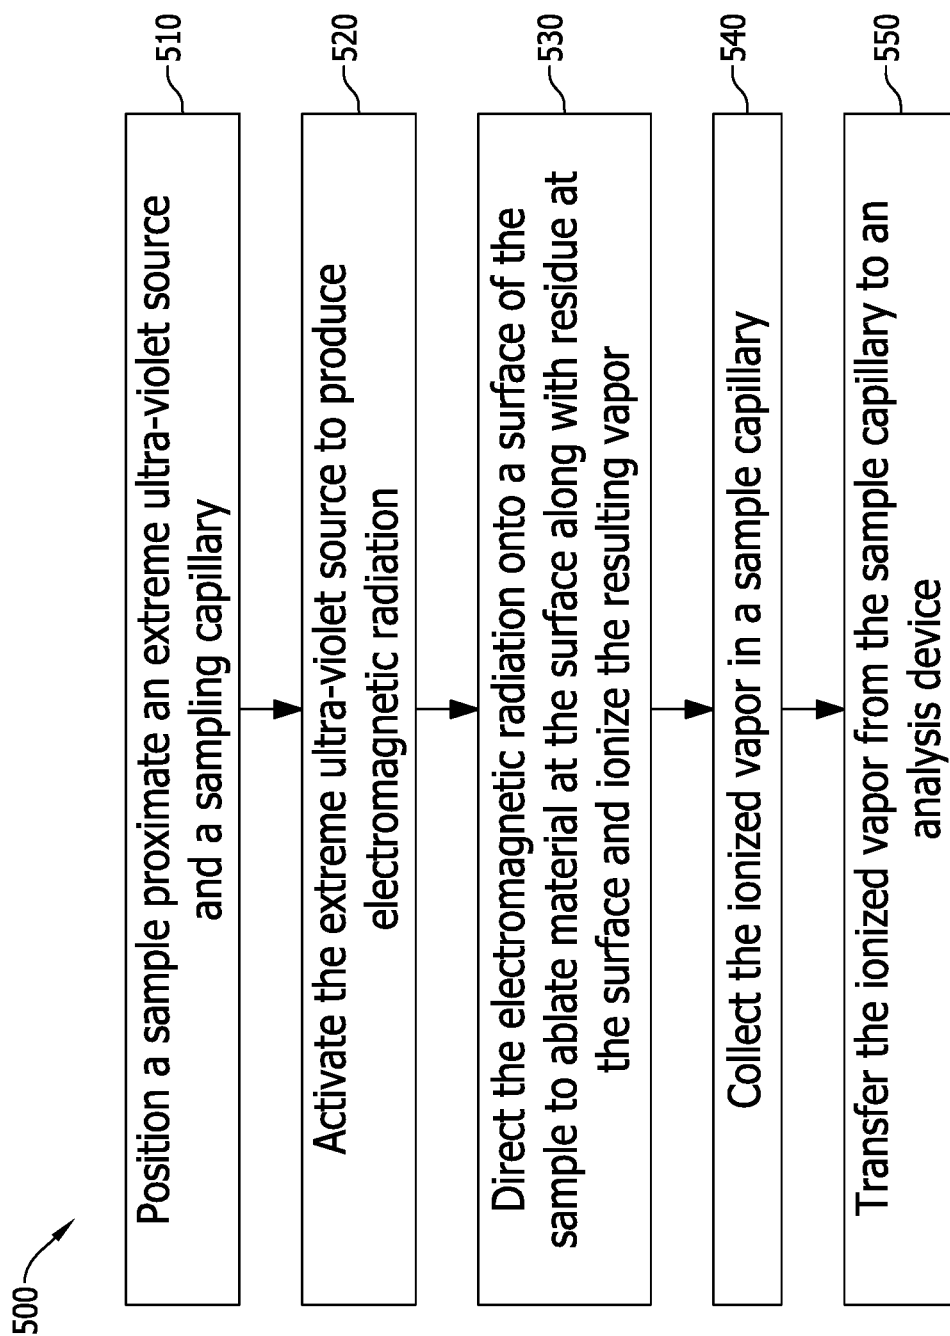 500
Position a sample proximate an extreme ultra-violet source
and a sampling capillary
510
Activate the extreme ultra-violet source to produce
electromagnetic radiation
520
Direct the electromagnetic radiation onto a surface of the
sample to ablate material at the surface along with residue at
the surface and ionize the resulting vapor
530
Collect the ionized vapor in a sample capillary
540
Transfer the ionized vapor from the sample capillary to an
analysis device
550